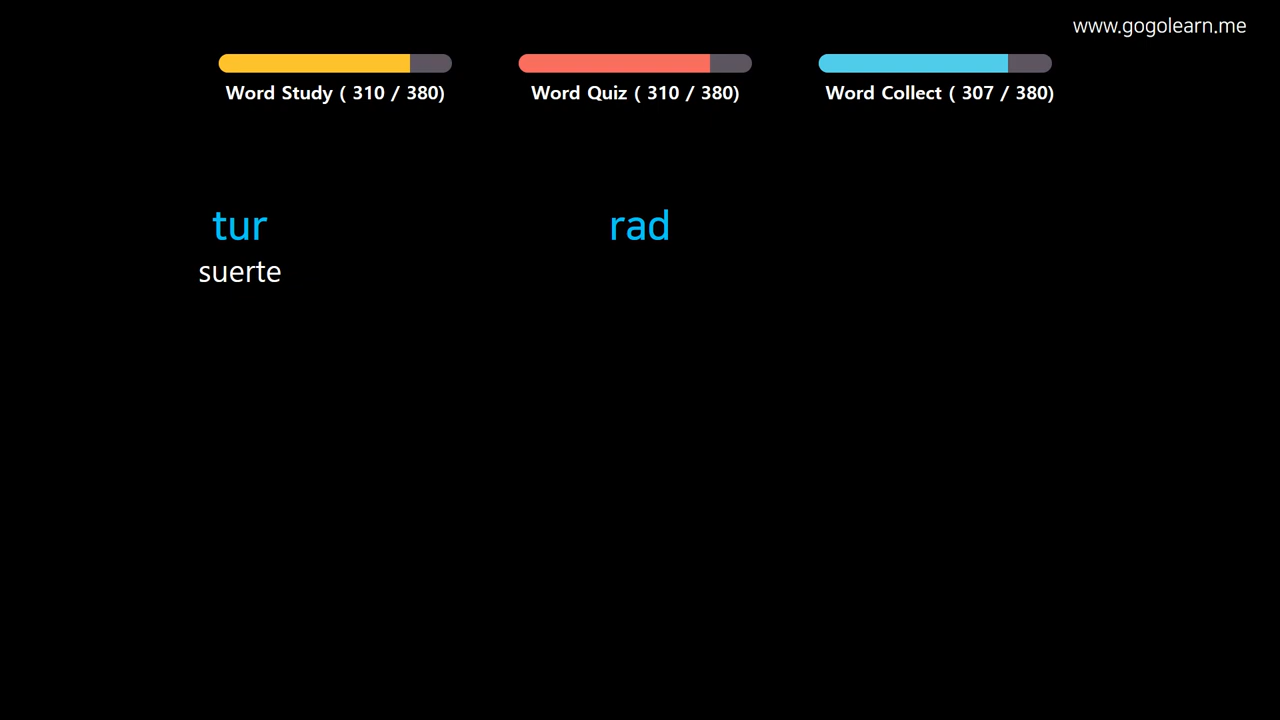 www.gogolearn.me
Word Study ( 310 / 380)
Word Quiz ( 310 / 380)
Word Collect ( 307 / 380)
tur
suerte
rad